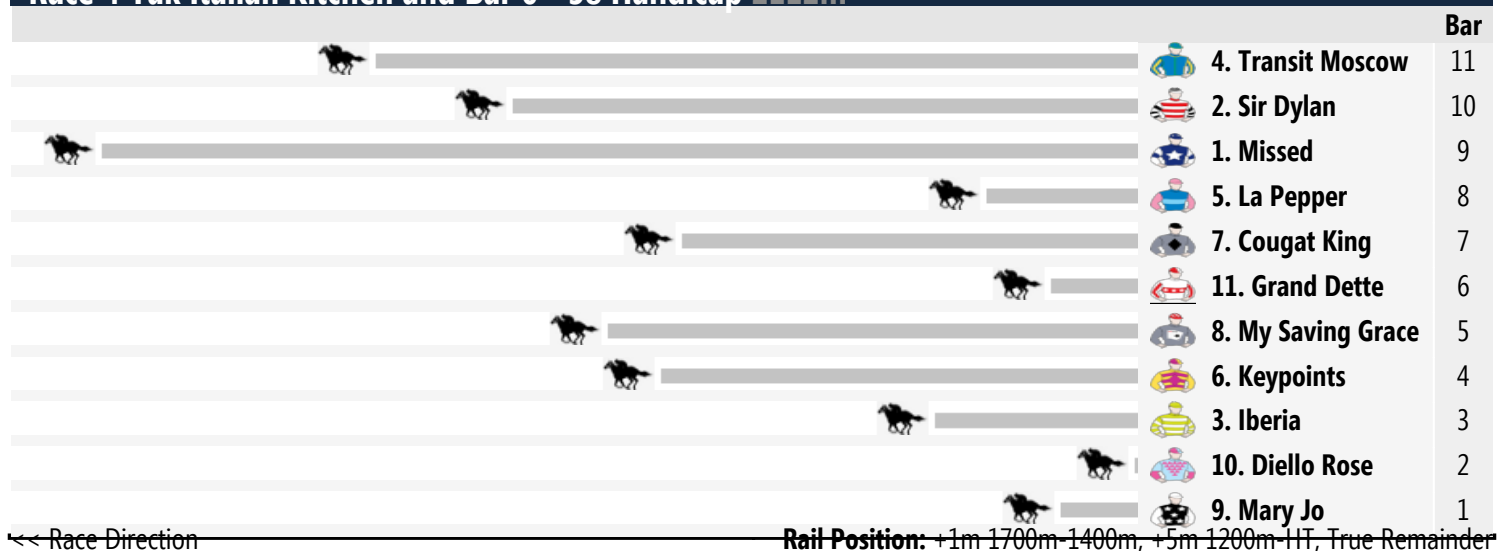 Bar
4. Transit Moscow 11
2. Sir Dylan 10
1. Missed 9
5. La Pepper 8
7. Cougat King 7
11. Grand Dette 6
8. My Saving Grace 5
6. Keypoints 4
3. Iberia 3
10. Diello Rose 2
9. Mary Jo 1
<< Race Direction Rail Position: +1m 1700m-1400m, +5m 1200m-HT, True Remainder